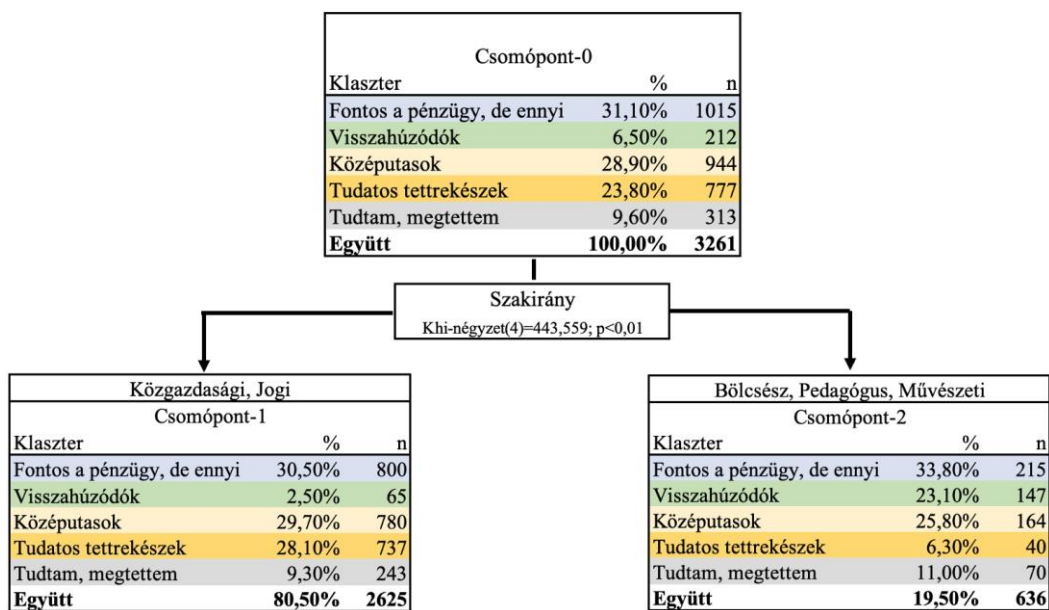 Csomópont-0
Klaszter % n
Fontos a pénzügy, de ennyi 31,10% 1015
Visszahúzódók 6,50% 212
Középutasok 28,90% 944
Tudatos tettrekészek 23,80% 777
Tudtam, megtettem 9,60% 313
Együtt 100,00% 3261
Szakirány
Khi-négyzet(4)=443,559; p<0,01
Közgazdasági, Jogi
Csomópont-1
Klaszter % n
Fontos a pénzügy, de ennyi 30,50% 800
Visszahúzódók 2,50% 65
Középutasok 29,70% 780
Tudatos tettrekészek 28,10% 737
Tudtam, megtettem 9,30% 243
Együtt 80,50% 2625
Bölcsész, Pedagógus, Művészeti
Csomópont-2
Klaszter % n
Fontos a pénzügy, de ennyi 33,80% 215
Visszahúzódók 23,10% 147
Középutasok 25,80% 164
Tudatos tettrekészek 6,30% 40
Tudtam, megtettem 11,00% 70
Együtt 19,50% 636